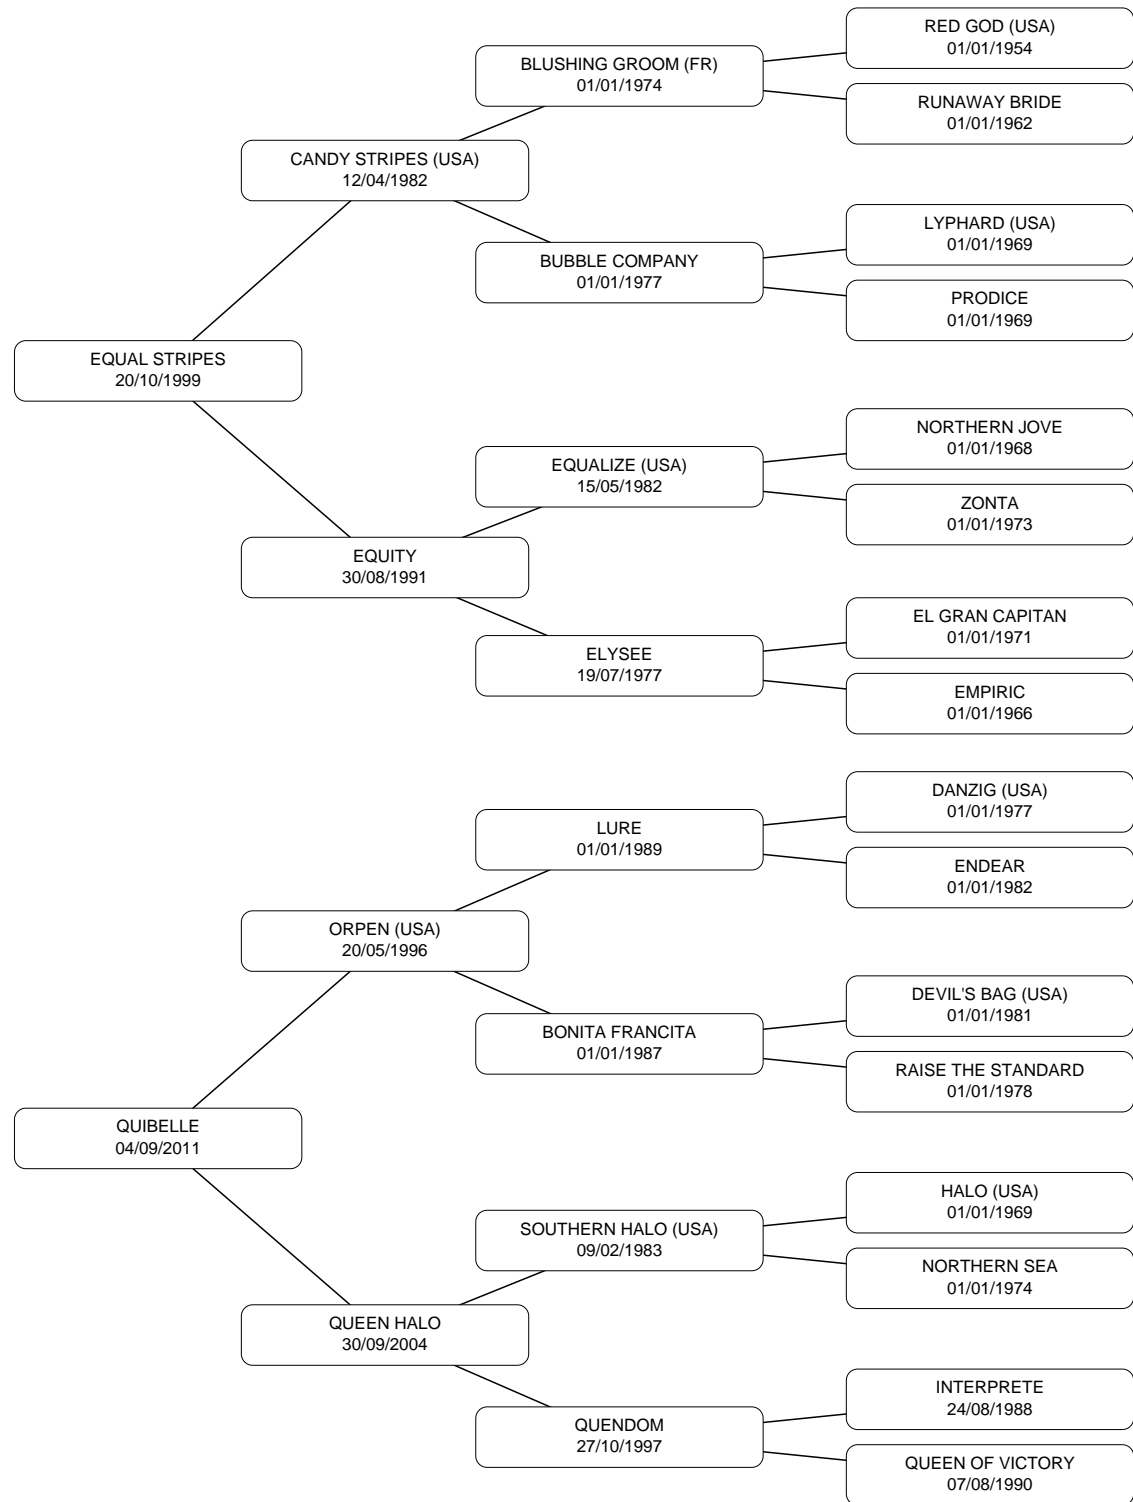 RED GOD (USA)
01/01/1954
BLUSHING GROOM (FR)
01/01/1974
RUNAWAY BRIDE
01/01/1962
CANDY STRIPES (USA)
12/04/1982
LYPHARD (USA)
01/01/1969
BUBBLE COMPANY
01/01/1977
PRODICE
01/01/1969
EQUAL STRIPES
20/10/1999
NORTHERN JOVE
01/01/1968
EQUALIZE (USA)
15/05/1982
ZONTA
01/01/1973
EQUITY
30/08/1991
EL GRAN CAPITAN
01/01/1971
ELYSEE
19/07/1977
EMPIRIC
01/01/1966
DANZIG (USA)
01/01/1977
LURE
01/01/1989
ENDEAR
01/01/1982
ORPEN (USA)
20/05/1996
DEVIL'S BAG (USA)
01/01/1981
BONITA FRANCITA
01/01/1987
RAISE THE STANDARD
01/01/1978
QUIBELLE
04/09/2011
HALO (USA)
01/01/1969
SOUTHERN HALO (USA)
09/02/1983
NORTHERN SEA
01/01/1974
QUEEN HALO
30/09/2004
INTERPRETE
24/08/1988
QUENDOM
27/10/1997
QUEEN OF VICTORY
07/08/1990